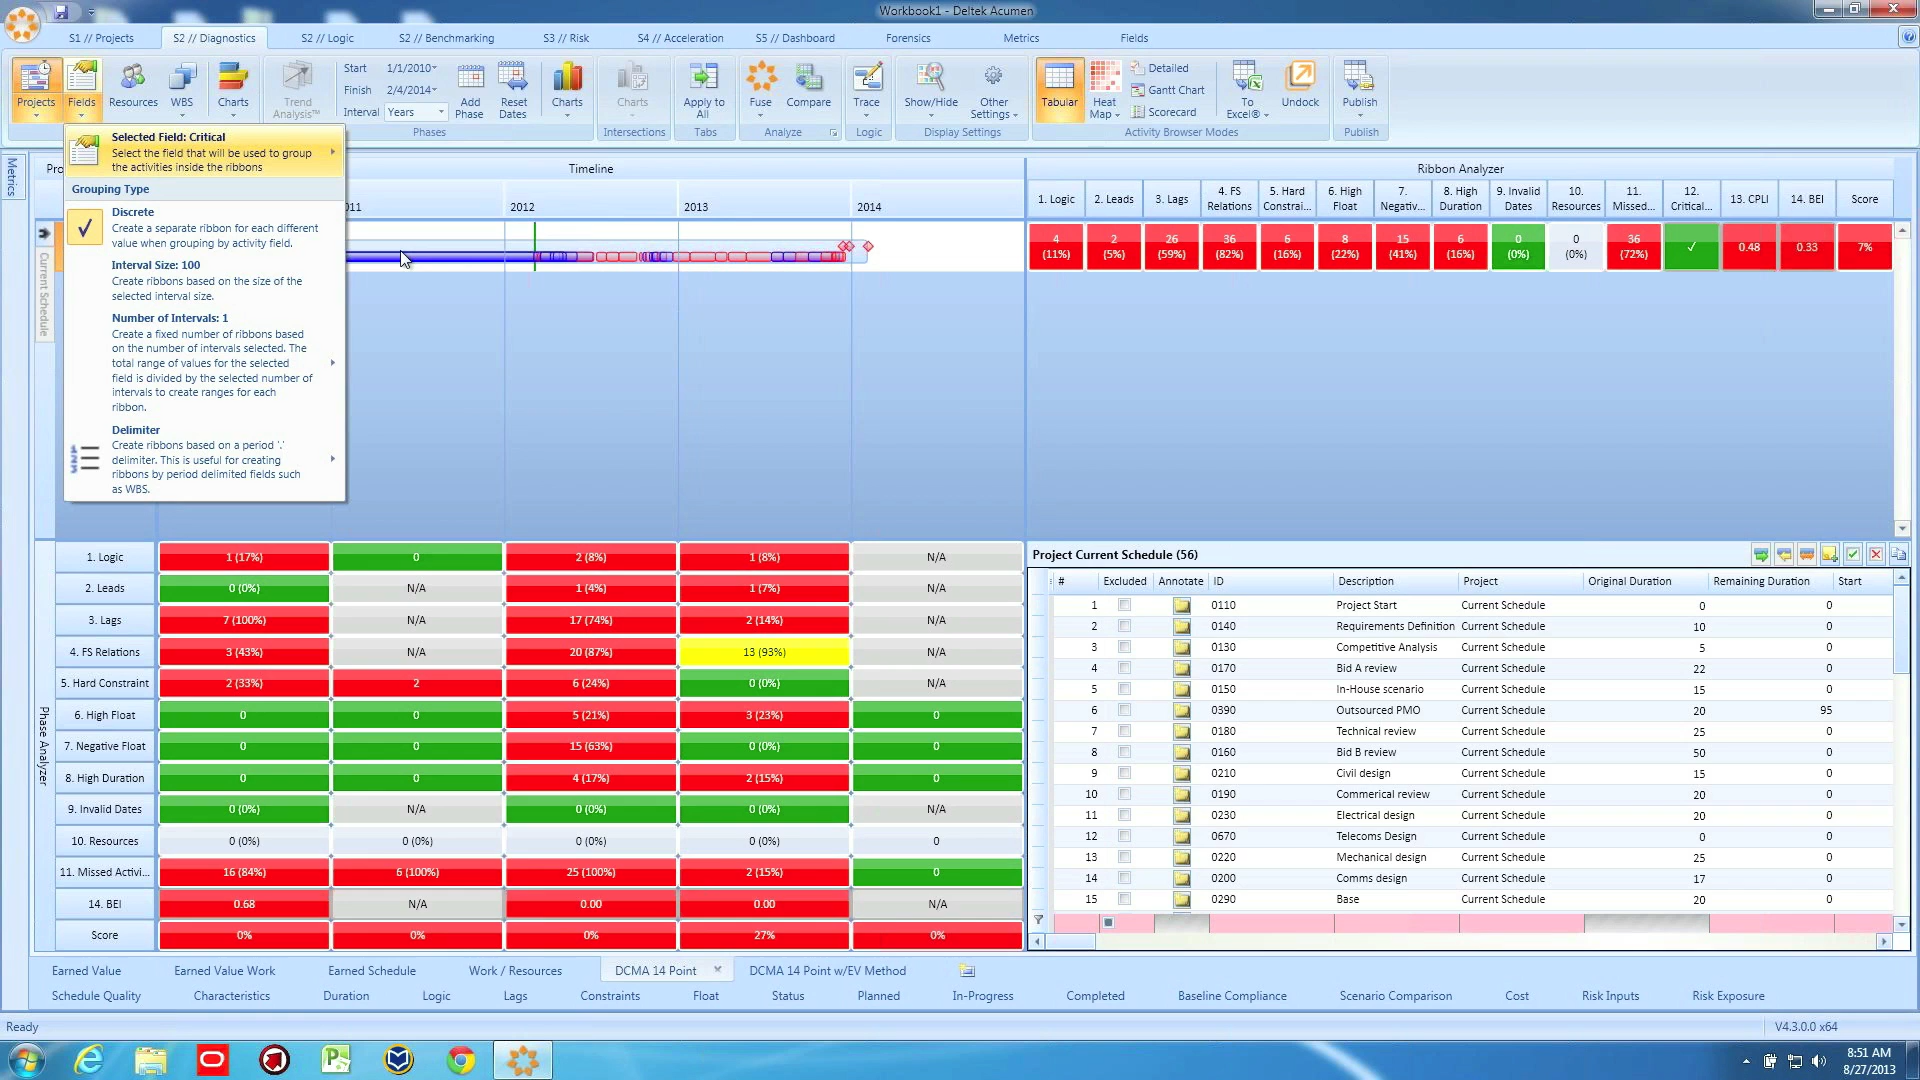 Workbook1 - Deltek Acumen
S1 // Projects
S2 // Diagnostics
S2 // Logic
S2 // Benchmarking
S3 // Risk
S4 // Acceleration
S5 // Dashboard
Forensics
Metrics
Fields
Projects
Fields
Resources
WBS
Charts
Trend
Analysis™
Start 1/1/2010
Finish 2/4/2014
Interval Years
Add
Phase
Reset
Dates
Charts
Phases
Charts
Intersections
Apply to
All
Tabs
Fuse
Compare
Analyze
Trace
Logic
Show/Hide
Other
Settings
Display Settings
Tabular
Heat
Map
Detailed
Gantt Chart
Scorecard
Activity Browser Modes
To
Excel®
Undock
Publish
Publish
Selected Field: Critical
Select the field that will be used to group
the activities inside the ribbons
Grouping Type
Discrete
Create a separate ribbon for each different
value when grouping by activity field.
Interval Size: 100
Create ribbons based on the size of the
selected interval size.
Number of Intervals: 1
Create a fixed number of ribbons based
on the number of intervals selected. The
total range of values for the selected
field is divided by the selected number of
intervals to create ranges for each
ribbon.
Delimiter
Create ribbons based on a period '.'
delimiter. This is useful for creating
ribbons by period delimited fields such
as WBS.
Metrics
Pro
Current Schedule
Timeline
011 2012 2013 2014
Ribbon Analyzer
1. Logic
2. Leads
3. Lags
4. FS
Relations
5. Hard
Constrai...
6. High
Float
7.
Negativ...
8. High
Duration
9. Invalid
Dates
10.
Resources
11.
Missed...
12.
Critical...
13. CPLI
14. BEI
Score
4
(11%)
2
(5%)
26
(59%)
36
(82%)
6
(16%)
8
(22%)
15
(41%)
6
(16%)
0
(0%)
0
(0%)
36
(72%)
✓
0.48
0.33
7%
Phase Analyzer
1. Logic 1 (17%) 0 2 (8%) 1 (8%) N/A
2. Leads 0 (0%) N/A 1 (4%) 1 (7%) N/A
3. Lags 7 (100%) N/A 17 (74%) 2 (14%) N/A
4. FS Relations 3 (43%) N/A 20 (87%) 13 (93%) N/A
5. Hard Constraint 2 (33%) 2 6 (24%) 0 (0%) N/A
6. High Float 0 0 5 (21%) 3 (23%) 0
7. Negative Float 0 0 15 (63%) 0 (0%) 0
8. High Duration 0 0 4 (17%) 2 (15%) 0
9. Invalid Dates 0 (0%) N/A 0 (0%) 0 (0%) N/A
10. Resources 0 (0%) 0 (0%) 0 (0%) 0 (0%) 0
11. Missed Activi... 16 (84%) 6 (100%) 25 (100%) 2 (15%) 0
14. BEI 0.68 N/A 0.00 0.00 N/A
Score 0% 0% 0% 27% 0%
Project Current Schedule (56)
# Excluded Annotate ID Description Project Original Duration Remaining Duration Start
1 0110 Project Start Current Schedule 0 0
2 0140 Requirements Definition Current Schedule 10 0
3 0130 Competitive Analysis Current Schedule 5 0
4 0170 Bid A review Current Schedule 22 0
5 0150 In-House scenario Current Schedule 15 0
6 0390 Outsourced PMO Current Schedule 20 95
7 0180 Technical review Current Schedule 25 0
8 0160 Bid B review Current Schedule 50 0
9 0210 Civil design Current Schedule 15 0
10 0190 Commerical review Current Schedule 20 0
11 0230 Electrical design Current Schedule 20 0
12 0670 Telecoms Design Current Schedule 0 0
13 0220 Mechanical design Current Schedule 25 0
14 0200 Comms design Current Schedule 17 0
15 0290 Base Current Schedule 20 0
Earned Value
Earned Value Work
Earned Schedule
Work / Resources
DCMA 14 Point
DCMA 14 Point w/EV Method
Schedule Quality
Characteristics
Duration
Logic
Lags
Constraints
Float
Status
Planned
In-Progress
Completed
Baseline Compliance
Scenario Comparison
Cost
Risk Inputs
Risk Exposure
Ready
V4.3.0.0 x64
8:51 AM
8/27/2013